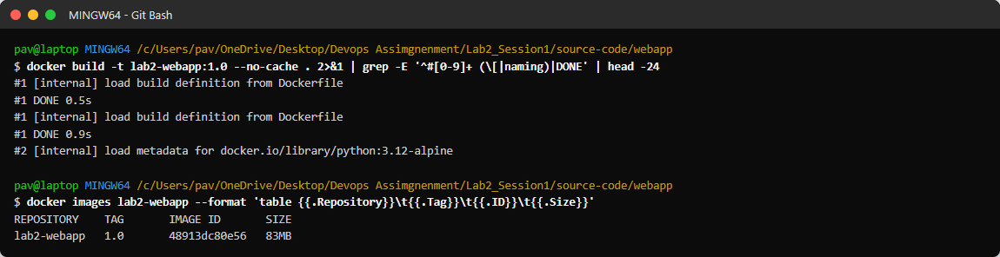 MINGW64 - Git Bash
pav@laptop MINGW64 /c/Users/pav/OneDrive/Desktop/Devops Assimgnenment/Lab2_Session1/source-code/webapp
$ docker build -t lab2-webapp:1.0 --no-cache . 2>&1 | grep -E '^#[0-9]+ (\[|naming)|DONE' | head -24
#1 [internal] load build definition from Dockerfile
#1 DONE 0.5s
#1 [internal] load build definition from Dockerfile
#1 DONE 0.9s
#2 [internal] load metadata for docker.io/library/python:3.12-alpine
pav@laptop MINGW64 /c/Users/pav/OneDrive/Desktop/Devops Assimgnenment/Lab2_Session1/source-code/webapp
$ docker images lab2-webapp --format 'table {{.Repository}}\t{{.Tag}}\t{{.ID}}\t{{.Size}}'
REPOSITORY    TAG       IMAGE ID       SIZE
lab2-webapp   1.0       48913dc80e56   83MB